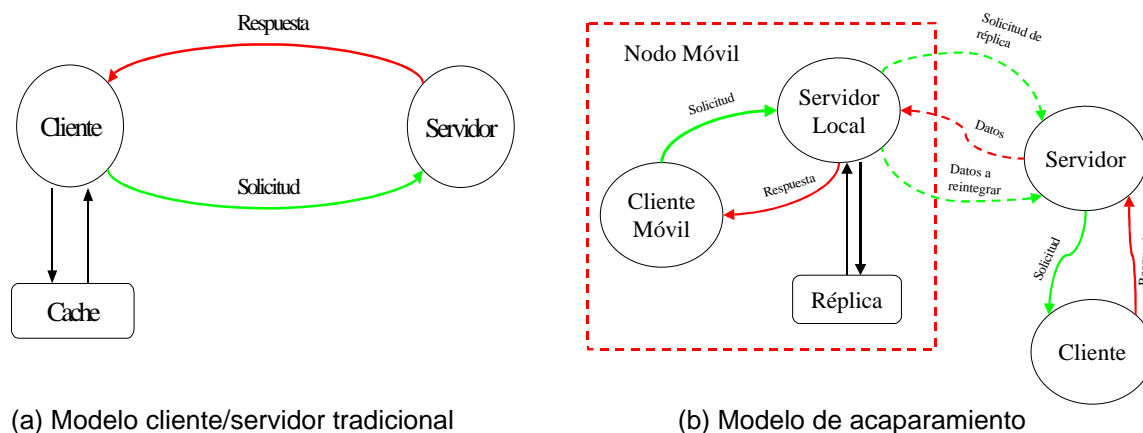 Respuesta
Cliente
Servidor
Solicitud
Cache
(a) Modelo cliente/servidor tradicional
Nodo Móvil
Solicitud de
réplica
Solicitud
Servidor
Local
Datos
Servidor
Respuesta
Datos a
reintegrar
Cliente
Móvil
Solicitud
Réplica
Cliente
(b) Modelo de acaparamiento